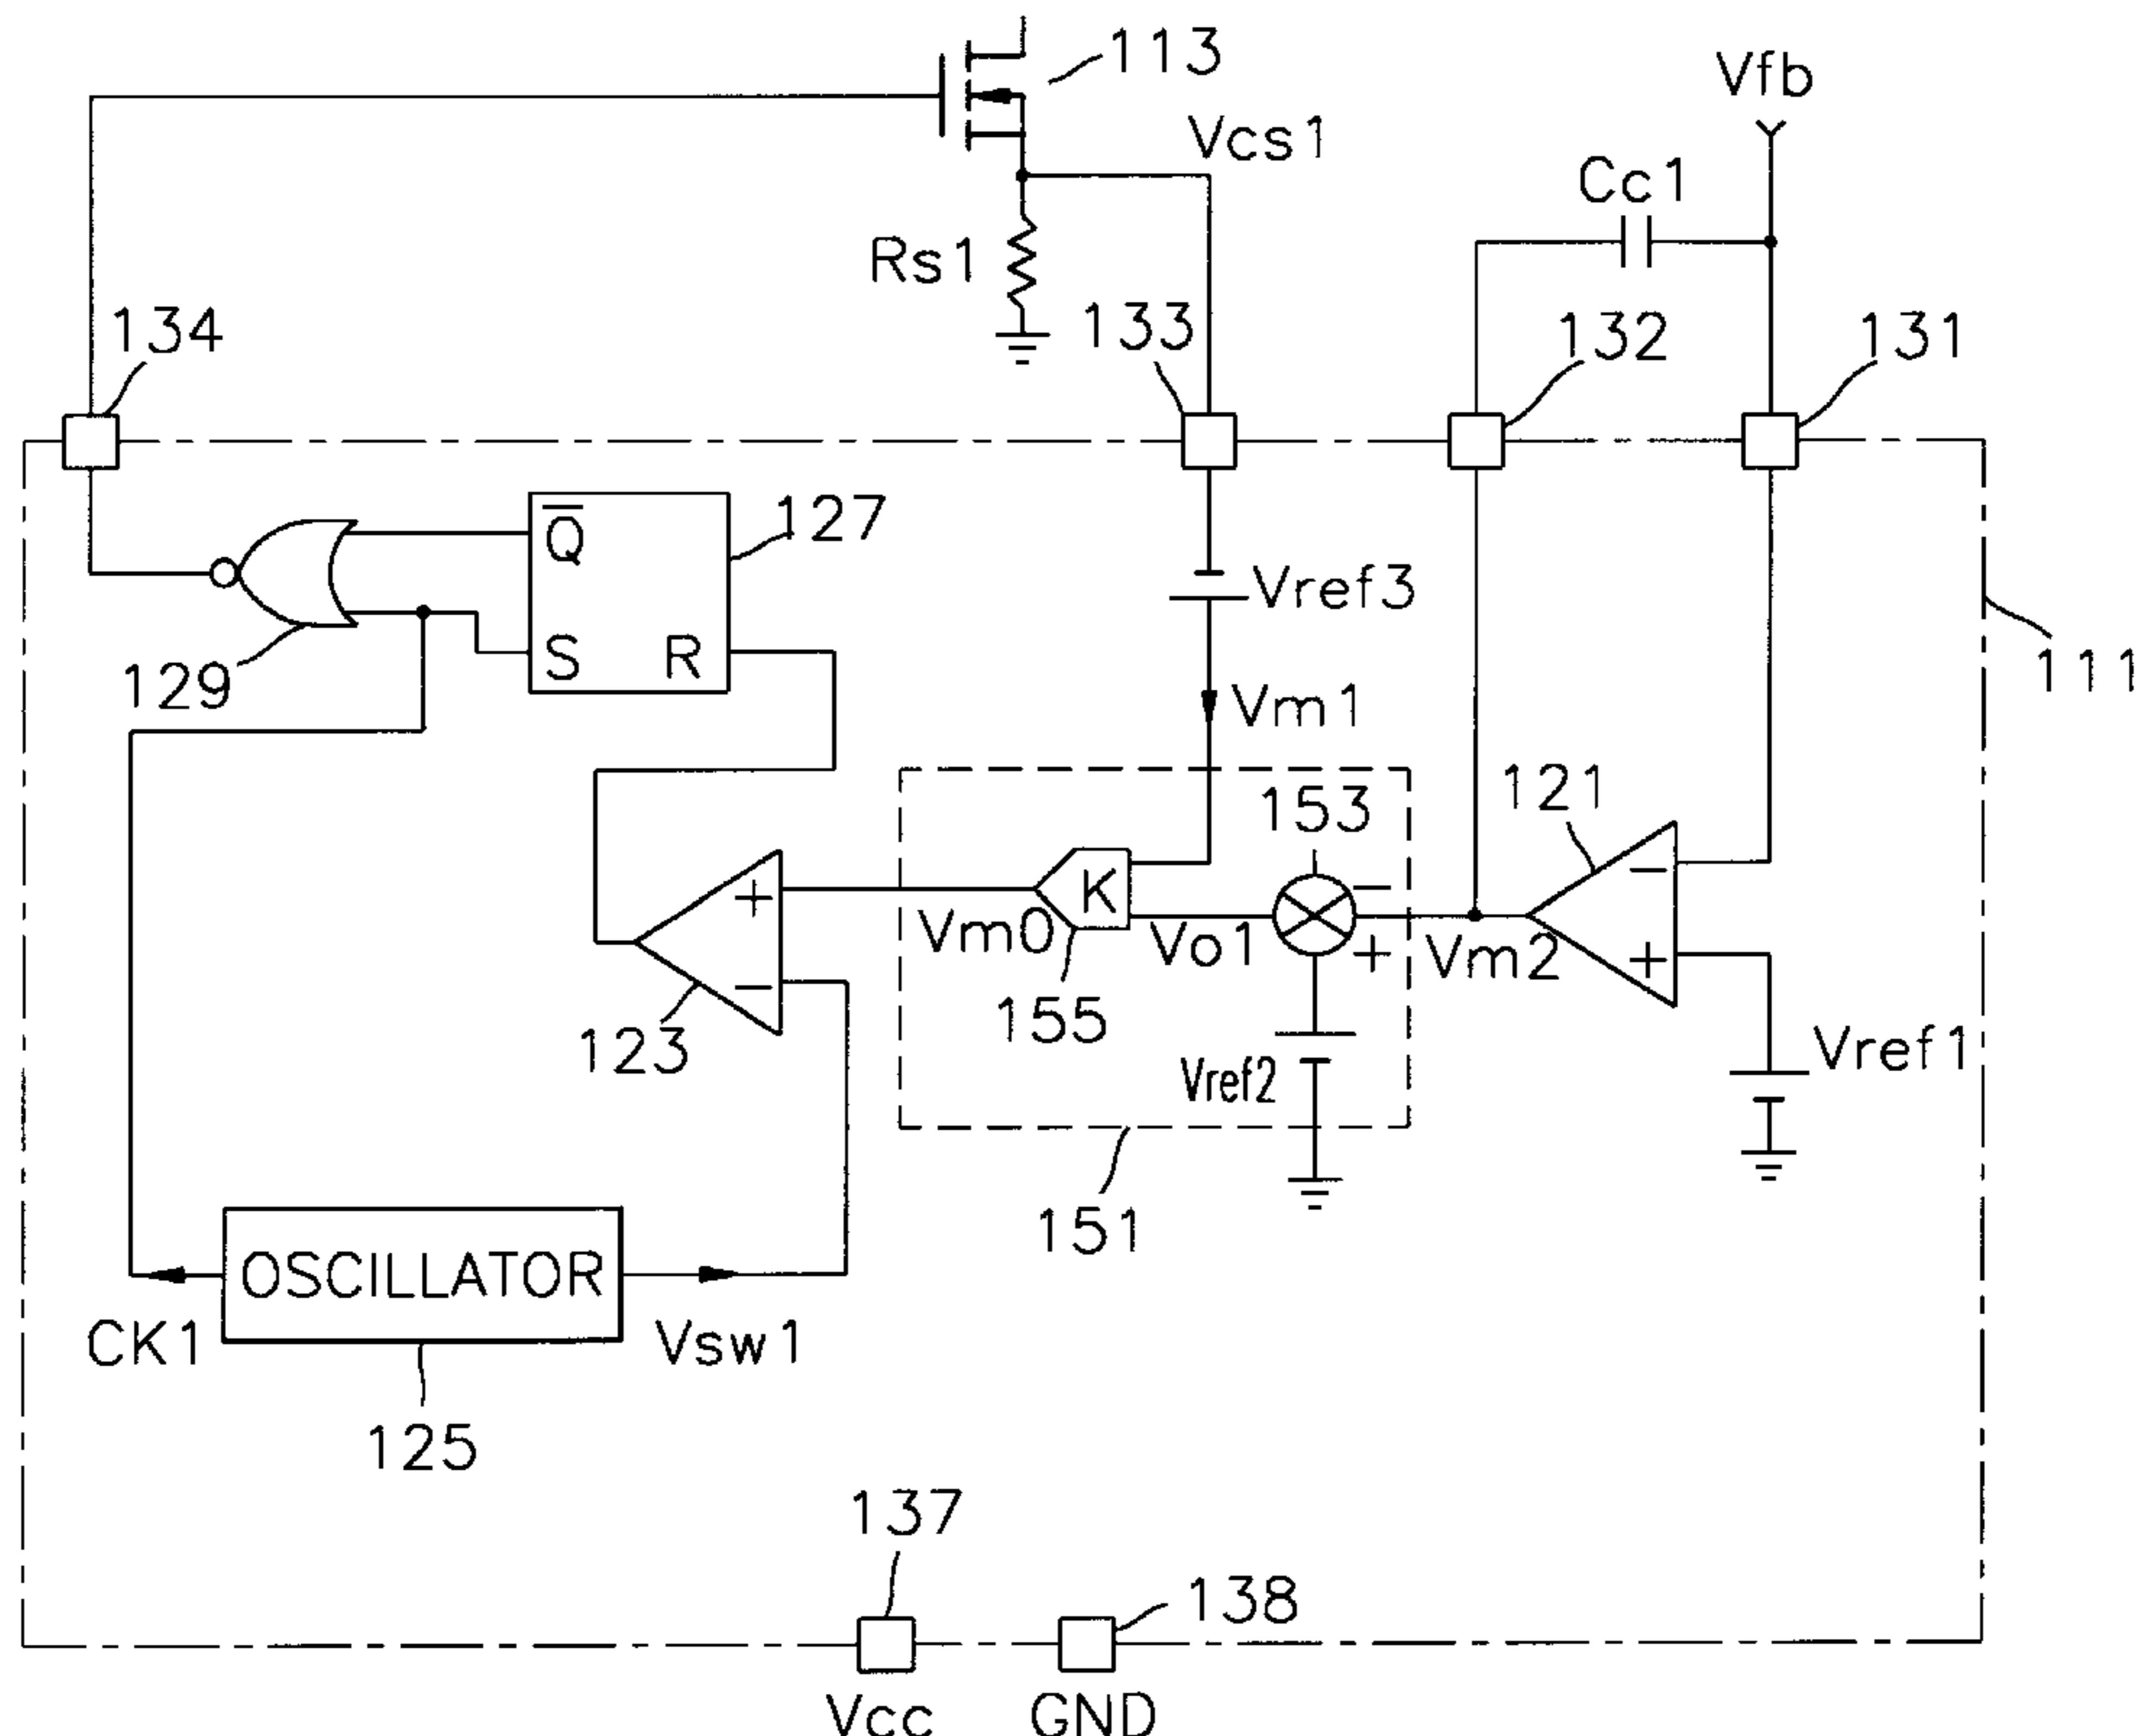 113
Vfb
Vcs1
Cc1
Rs1
134
133
132
131
Q
127
Vref3
S R
129
111
Vm1
121
153
−
+
K
−
+
Vm0
Vo1
Vm2
−
+
155
123
Vref1
Vref2
151
OSCILLATOR
CK1
Vsw1
125
137
138
Vcc
GND